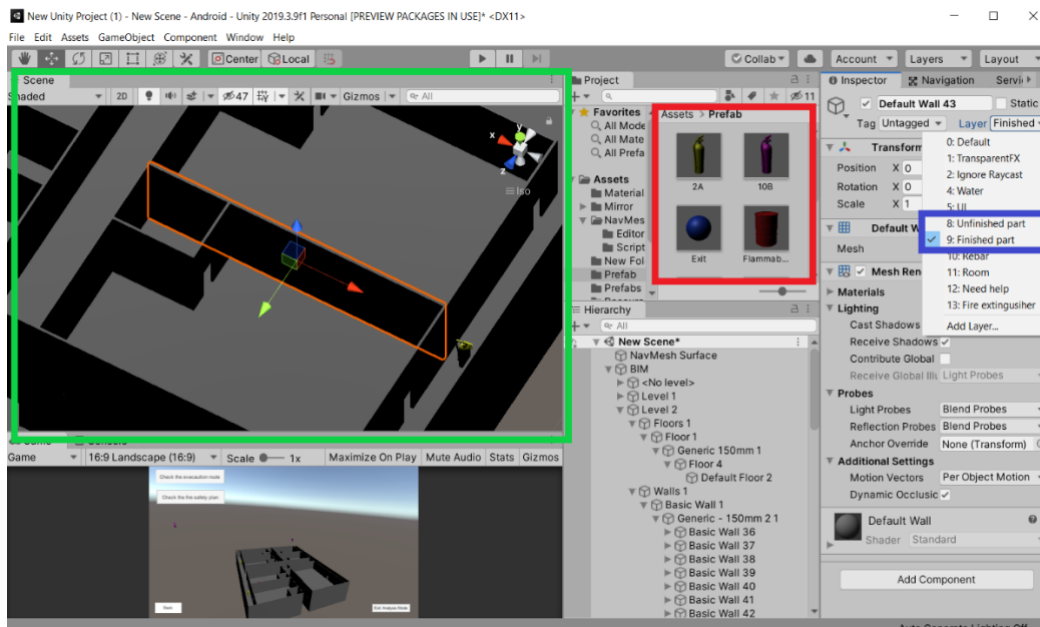 New Unity Project (1) - New Scene - Android - Unity 2019.3.9f1 Personal [PREVIEW PACKAGES IN USE]* <DX11>
File Edit Assets GameObject Component Window Help
Center Local Collab Account Layers Layout
Scene
haded 2D 47 Gizmos All
x y z
Iso
Game
Game 16:9 Landscape (16:9) Scale 1x Maximize On Play Mute Audio Stats Gizmos
Check the fire safety plan
Back
Exit Analysis Mode
Project
11
Favorites
All Mode
All Mate
All Prefa
Assets
Material
Mirror
NavMes
Editor
Script
New Fol
Prefab
Prefabs
Assets > Prefab
2A
10B
Exit
Flammab...
Hierarchy
All
New Scene*
NavMesh Surface
BIM
<No level>
Level 1
Level 2
Floors 1
Floor 1
Generic 150mm 1
Floor 4
Default Floor 2
Walls 1
Basic Wall 1
Generic - 150mm 2 1
Basic Wall 36
Basic Wall 37
Basic Wall 38
Basic Wall 39
Basic Wall 40
Basic Wall 41
Basic Wall 42
Inspector Navigation Servi
Default Wall 43 Static
Tag Untagged Layer Finished
Transform
Position X 0
Rotation X 0
Scale X 1
Default W
Mesh
Mesh Ren
Materials
Lighting
Cast Shadows
Receive Shadows
Contribute Global
Receive Global Illu Light Probes
Probes
Light Probes Blend Probes
Reflection Probes Blend Probes
Anchor Override None (Transform)
Additional Settings
Motion Vectors Per Object Motion
Dynamic Occlusic
Default Wall
Shader Standard
Add Component
0: Default
1: TransparentFX
2: Ignore Raycast
4: Water
5: UI
8: Unfinished part
9: Finished part
10: Rebar
11: Room
12: Need help
13: Fire extingusiher
Add Layer...